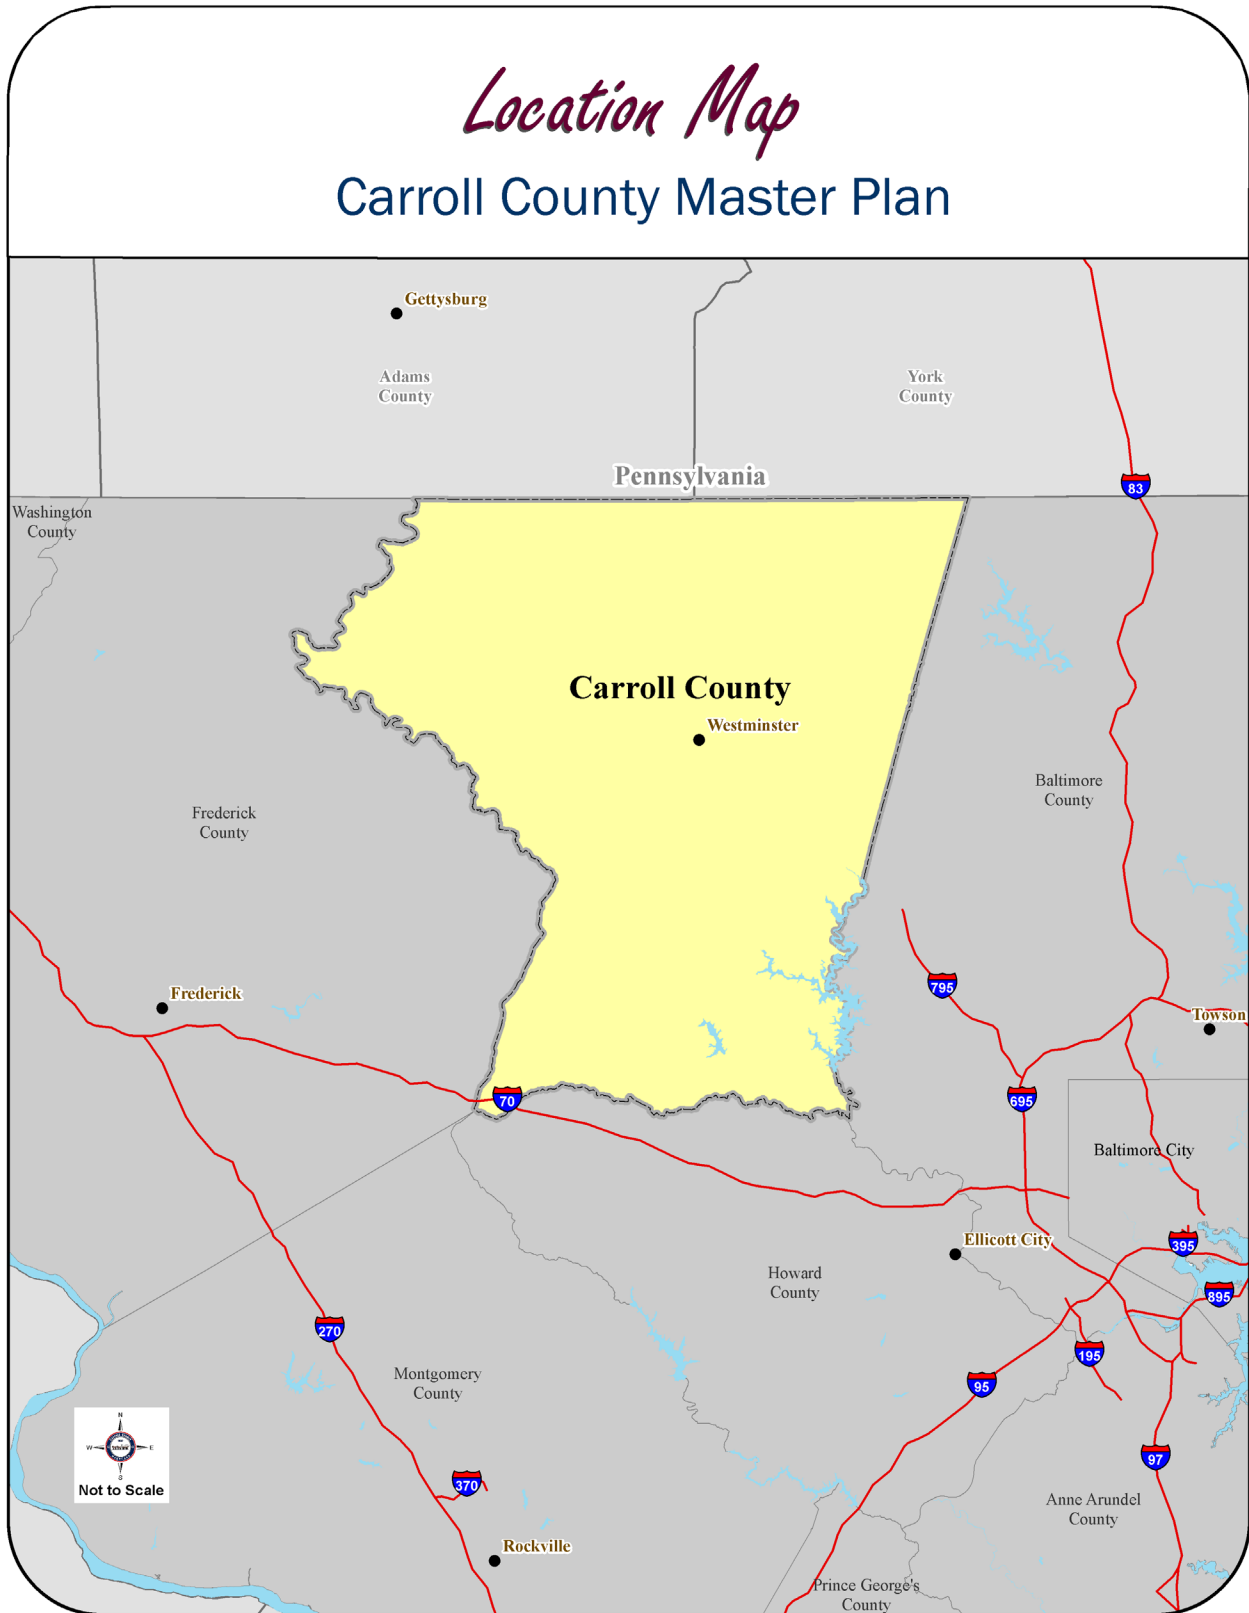 Location Map
Carroll County Master Plan
Gettysburg
Adams
County
York
County
Pennsylvania
83
Washington
County
Carroll County
Westminster
Baltimore
County
Frederick
County
Frederick
795
Towson
70
695
Baltimore City
Ellicott City
395
Howard
County
895
270
195
Montgomery
County
95
N
W
E
S
Not to Scale
97
370
Anne Arundel
County
Rockville
Prince George's
County